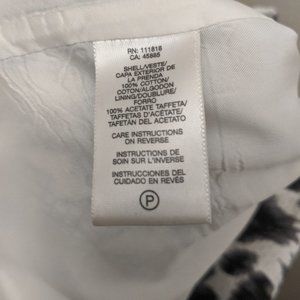 RN: 111818
CA: 45885
SHELL/VESTE/
CAPA EXTERIOR DE
LA PRENDA
100% COTTON/
COTON/ALGODON
LINING/DOUBLURE/
FORRO
100% ACETATE TAFFETA/
TAFFETAS D'ACÉTATE/
TAFETÁN DEL ACETATO
CARE INSTRUCTIONS
ON REVERSE
INSTRUCTIONS DE
SOIN SUR L'INVERSE
INSTRUCCIONES DEL
CUIDADO EN REVÉS
P